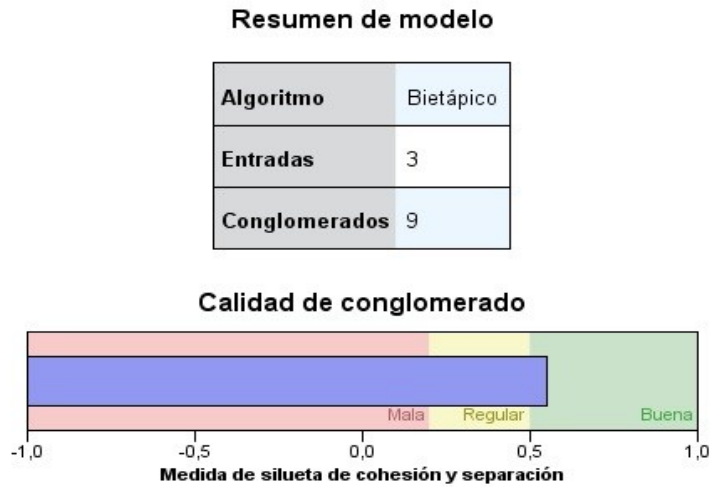 Resumen de modelo
Algoritmo Bietápico
Entradas 3
Conglomerados 9
Calidad de conglomerado
Mala Regular Buena
-1,0 -0,5 0,0 0,5 1,0
Medida de silueta de cohesión y separación